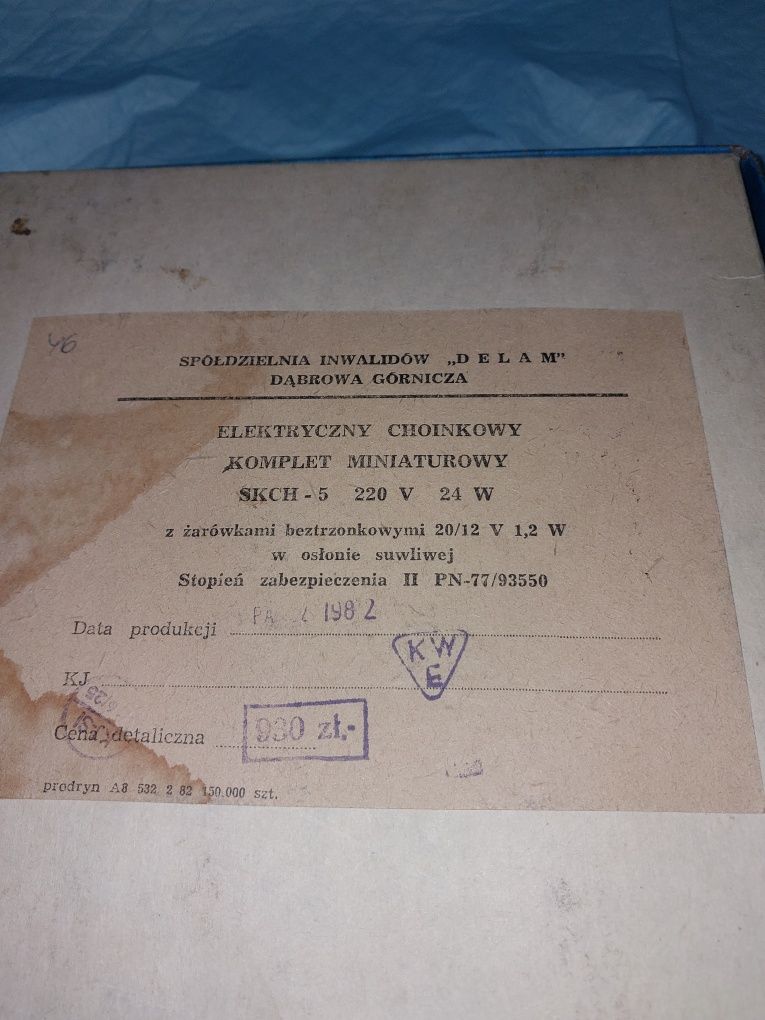 46
SPÓŁDZIELNIA INWALIDÓW „D E L A M”
DĄBROWA GÓRNICZA
ELEKTRYCZNY CHOINKOWY
KOMPLET MINIATUROWY
SKCH - 5 220 V 24 W
z żarówkami beztrzonkowymi 20/12 V 1,2 W
w osłonie suwliwej
Stopień zabezpieczenia II PN-77/93550
Data produkcji 1982
K W
E
KJ
Cena detaliczna 930 zł.-
prodryn A8 532 2 82 150.000 szt.